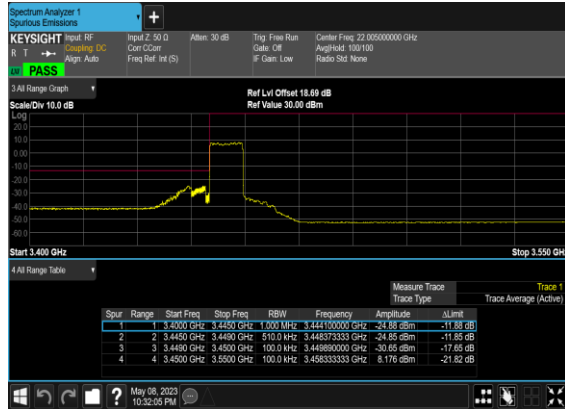 Spectrum Analyzer 1
Spurious Emissions
+
KEYSIGHT
R T
Input: RF
Coupling: DC
Align: Auto
Input Z: 50 Ω
Corr CCorr
Freq Ref: Int (S)
Atten: 30 dB
Trig: Free Run
Gate: Off
IF Gain: Low
Center Freq: 22.005000000 GHz
Avg|Hold: 100/100
Radio Std: None
PASS
3 All Range Graph
Scale/Div 10.0 dB
Ref Lvl Offset 18.69 dB
Ref Value 30.00 dBm
Log
20.0
10.0
0.00
-10.0
-20.0
-30.0
-40.0
-50.0
-60.0
Start 3.400 GHz
Stop 3.550 GH
4 All Range Table
Measure Trace Trace 1
Trace Type Trace Average (Active)
Spur Range Start Freq Stop Freq RBW Frequency Amplitude ΔLimit
1 1 3.4000 GHz 3.4450 GHz 1.000 MHz 3.444100000 GHz -24.88 dBm -11.88 dB
2 2 3.4450 GHz 3.4490 GHz 510.0 kHz 3.448373333 GHz -24.85 dBm -11.85 dB
3 3 3.4490 GHz 3.4500 GHz 100.0 kHz 3.449890000 GHz -30.65 dBm -17.65 dB
4 4 3.4500 GHz 3.5500 GHz 100.0 kHz 3.458333333 GHz 8.176 dBm -21.82 dB
?
May 08, 2023
10:32:05 PM